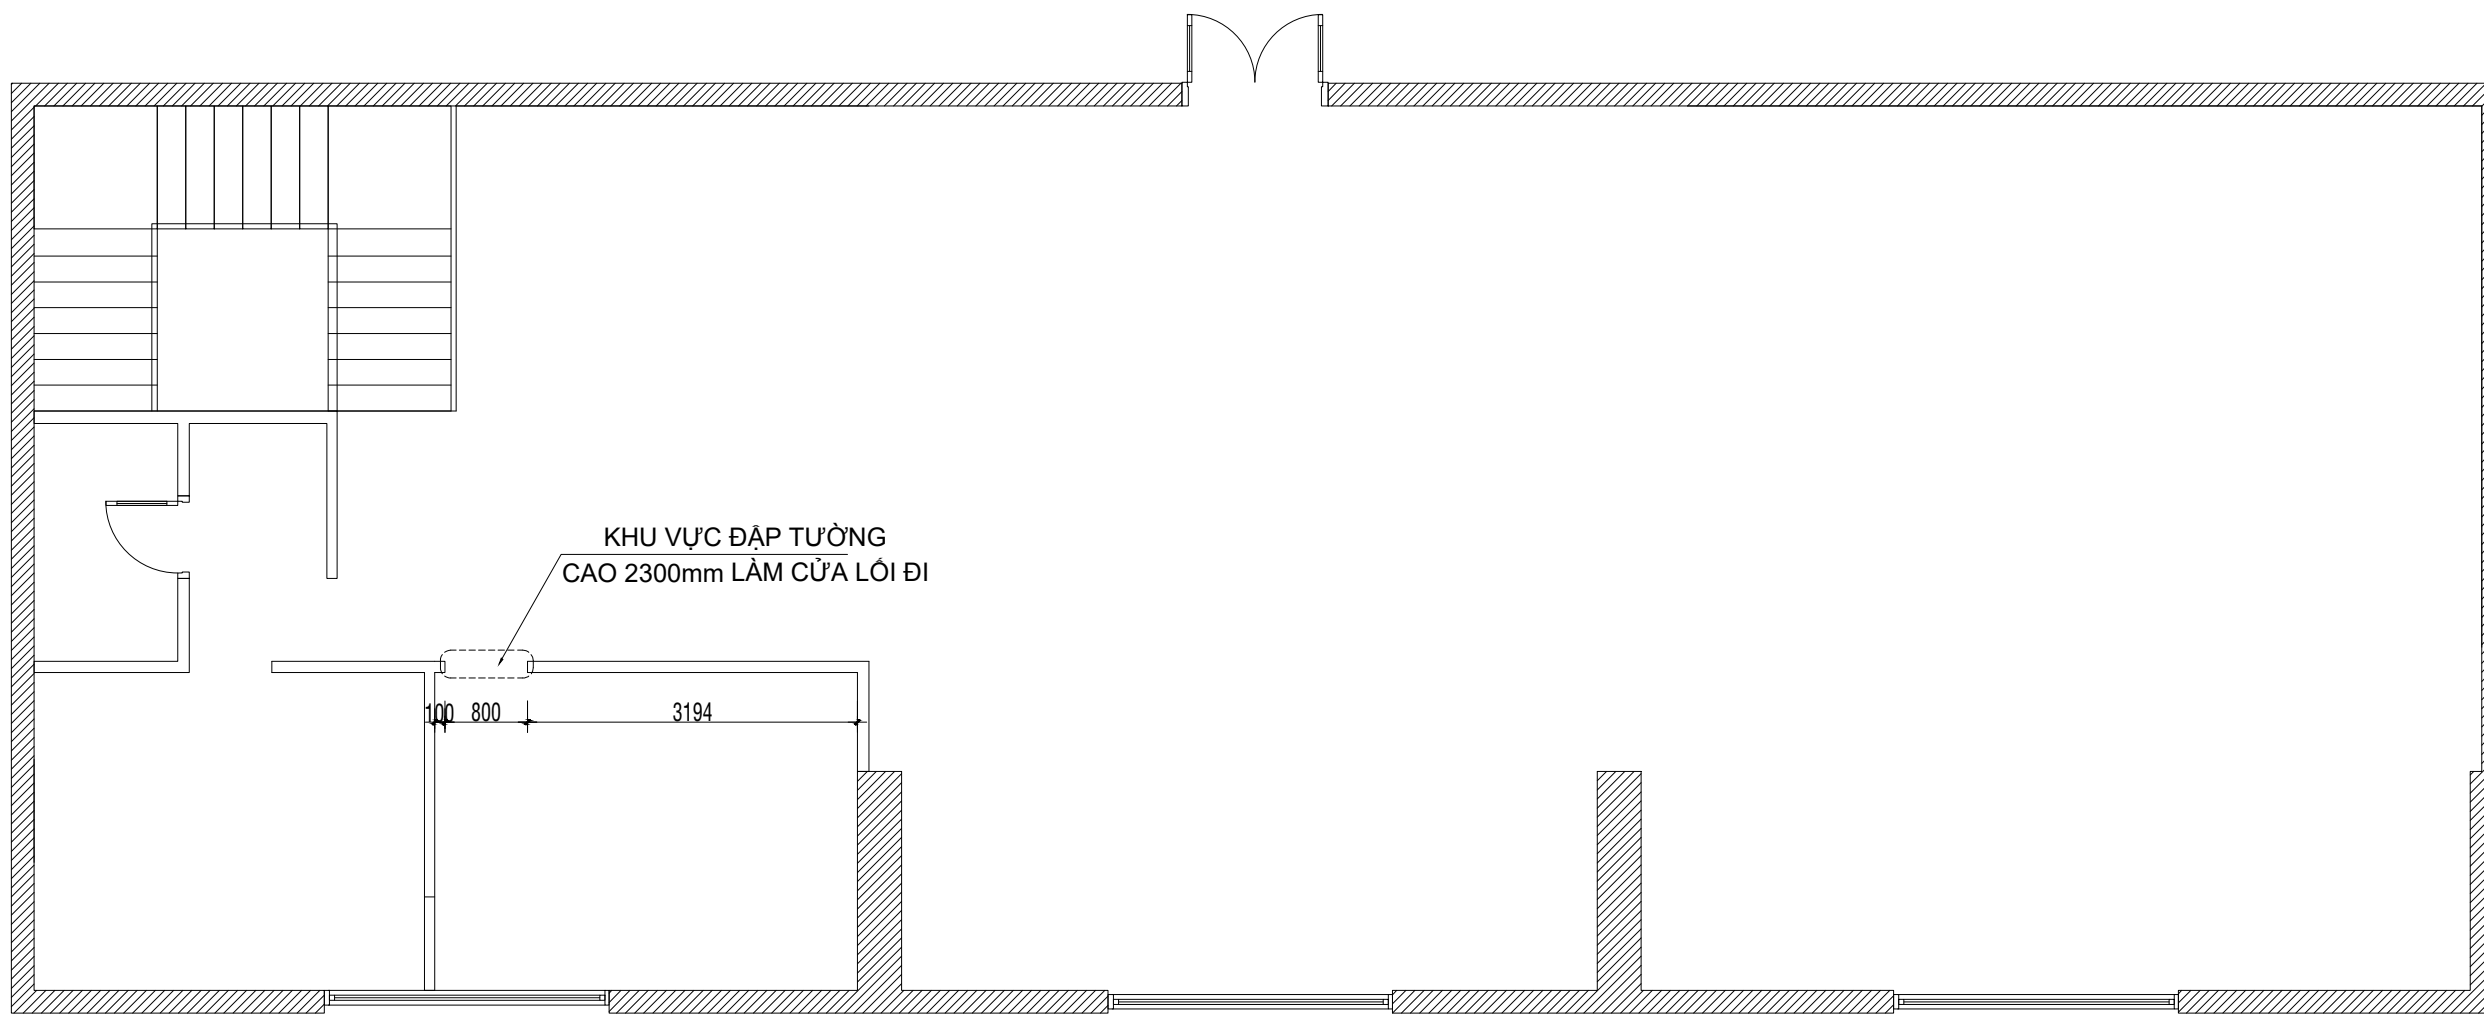 KHU VỰC ĐẬP TƯỜNG
CAO 2300mm LÀM CỬA LỐI ĐI
100 800 3194